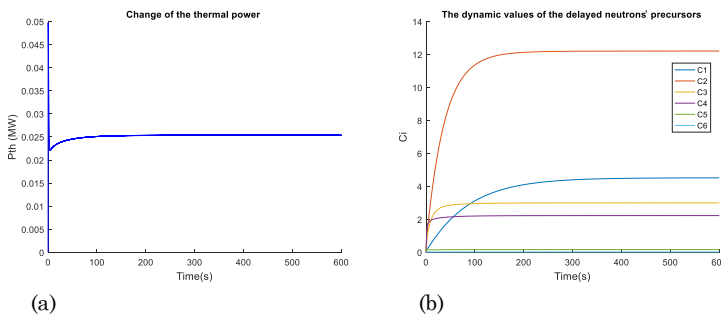 Change of the thermal power
0.05
0.045
0.04
0.035
0.03
0.025
0.02
0.015
0.01
0.005
0
Pth (MW)
0 100 200 300 400 500 600
Time(s)
(a)
The dynamic values of the delayed neutrons' precursors
14
12
10
8
6
4
2
0
Ci
C1
C2
C3
C4
C5
C6
0 100 200 300 400 500 600
Time(s)
(b)